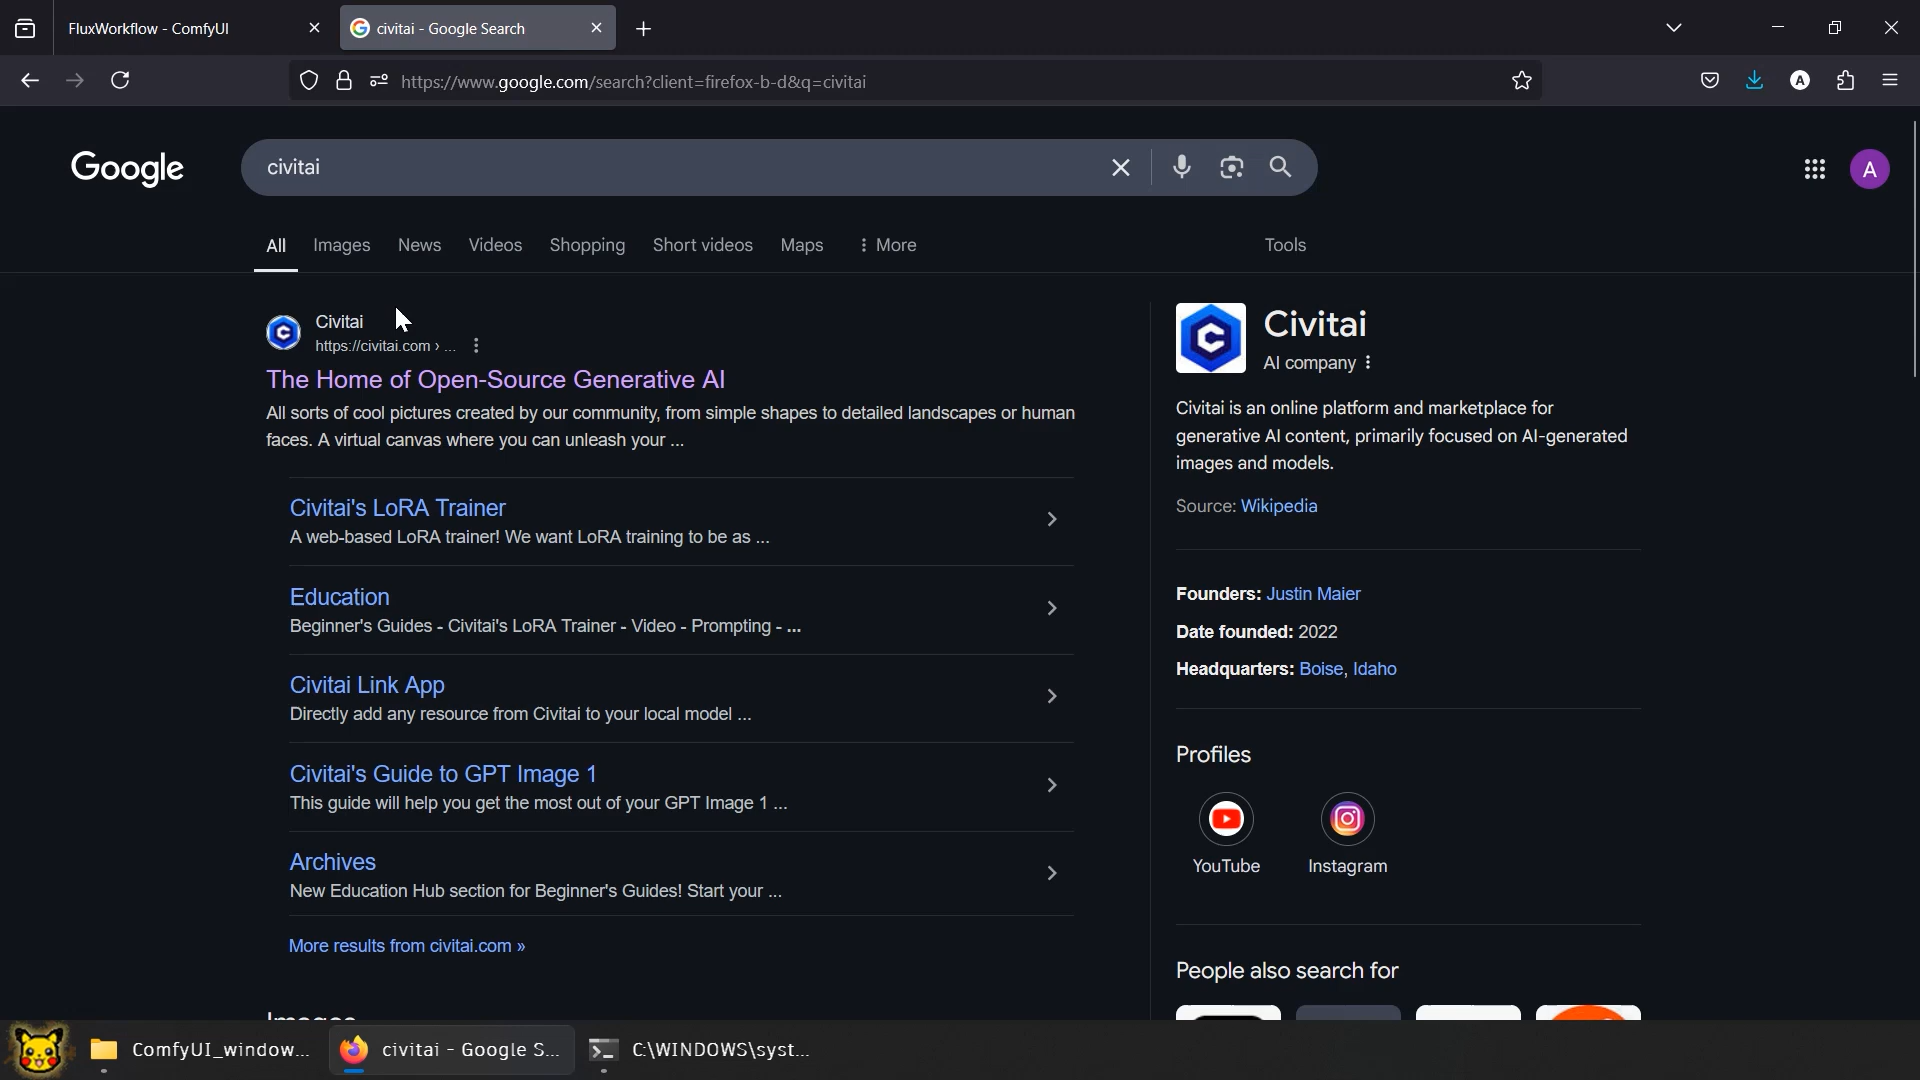 FluxWorkflow - ComfyUI
civitai - Google Search
https://www.google.com/search?client=firefox-b-d&q=civitai
A
Google
civitai
A
All Images News Videos Shopping Short videos Maps More Tools
Civitai
https://civitai.com › ...
The Home of Open-Source Generative AI
All sorts of cool pictures created by our community, from simple shapes to detailed landscapes or human
faces. A virtual canvas where you can unleash your ...
Civitai's LoRA Trainer
A web-based LoRA trainer! We want LoRA training to be as ...
Education
Beginner's Guides - Civitai's LoRA Trainer - Video - Prompting - ...
Civitai Link App
Directly add any resource from Civitai to your local model ...
Civitai's Guide to GPT Image 1
This guide will help you get the most out of your GPT Image 1 ...
Archives
New Education Hub section for Beginner's Guides! Start your ...
More results from civitai.com »
Images
Civitai
AI company
Civitai is an online platform and marketplace for
generative AI content, primarily focused on AI-generated
images and models.
Source: Wikipedia
Founders: Justin Maier
Date founded: 2022
Headquarters: Boise, Idaho
Profiles
YouTube
Instagram
People also search for
ComfyUI_window...
civitai - Google S...
C:\WINDOWS\syst...